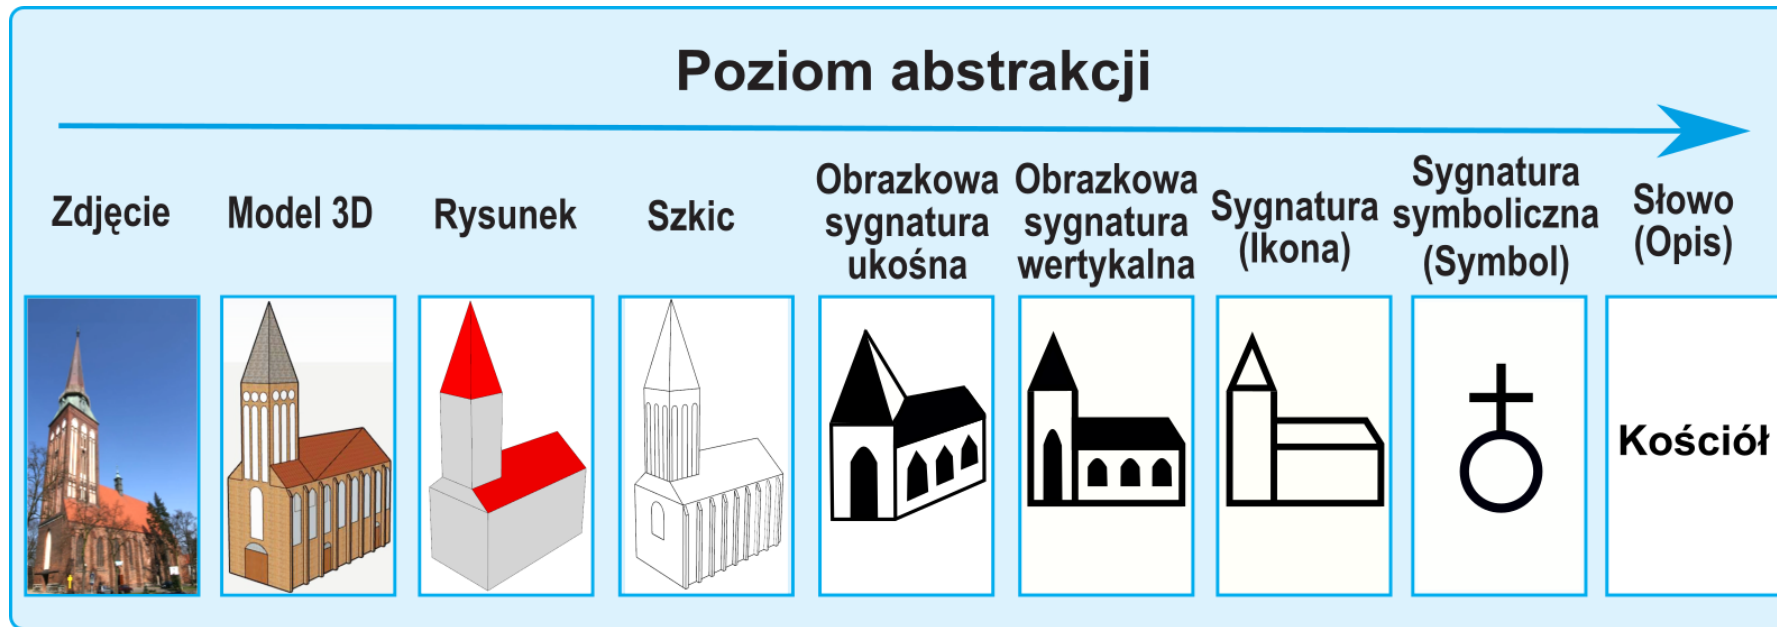 Poziom abstrakcji
Zdjęcie
Model 3D
Rysunek
Szkic
Obrazkowa
sygnatura
ukośna
Obrazkowa
sygnatura
wertykalna
Sygnatura
(Ikona)
Sygnatura
symboliczna
(Symbol)
Słowo
(Opis)
Kościół